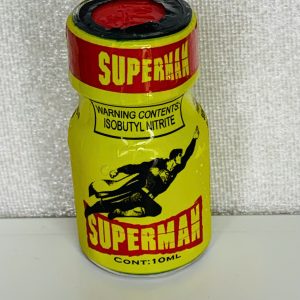 SUPERMAN
WARNING CONTENTS:
ISOBUTYL NITRITE
SUPERMAN
CONT:10ML